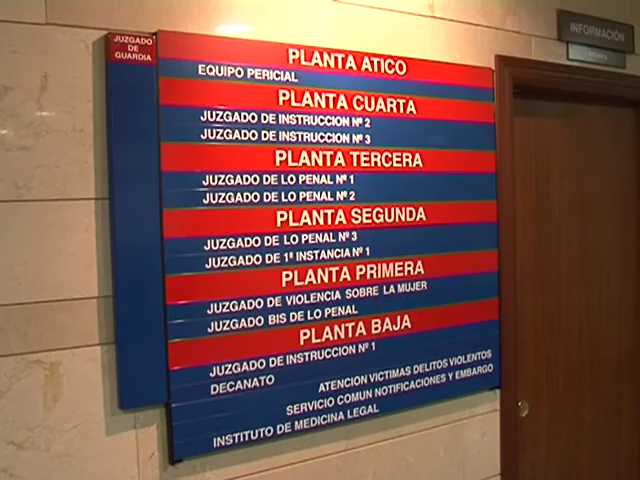 JUZGADO
DE
GUARDIA
PLANTA ATICO
EQUIPO PERICIAL
PLANTA CUARTA
JUZGADO DE INSTRUCCION Nº 2
JUZGADO DE INSTRUCCION Nº 3
PLANTA TERCERA
JUZGADO DE LO PENAL Nº 1
JUZGADO DE LO PENAL Nº 2
PLANTA SEGUNDA
JUZGADO DE LO PENAL Nº 3
JUZGADO DE 1ª INSTANCIA Nº 1
PLANTA PRIMERA
JUZGADO DE VIOLENCIA SOBRE LA MUJER
JUZGADO BIS DE LO PENAL
PLANTA BAJA
JUZGADO DE INSTRUCCION Nº 1
DECANATO
ATENCION VICTIMAS DELITOS VIOLENTOS
SERVICIO COMUN NOTIFICACIONES Y EMBARGO
INSTITUTO DE MEDICINA LEGAL
INFORMACIÓN